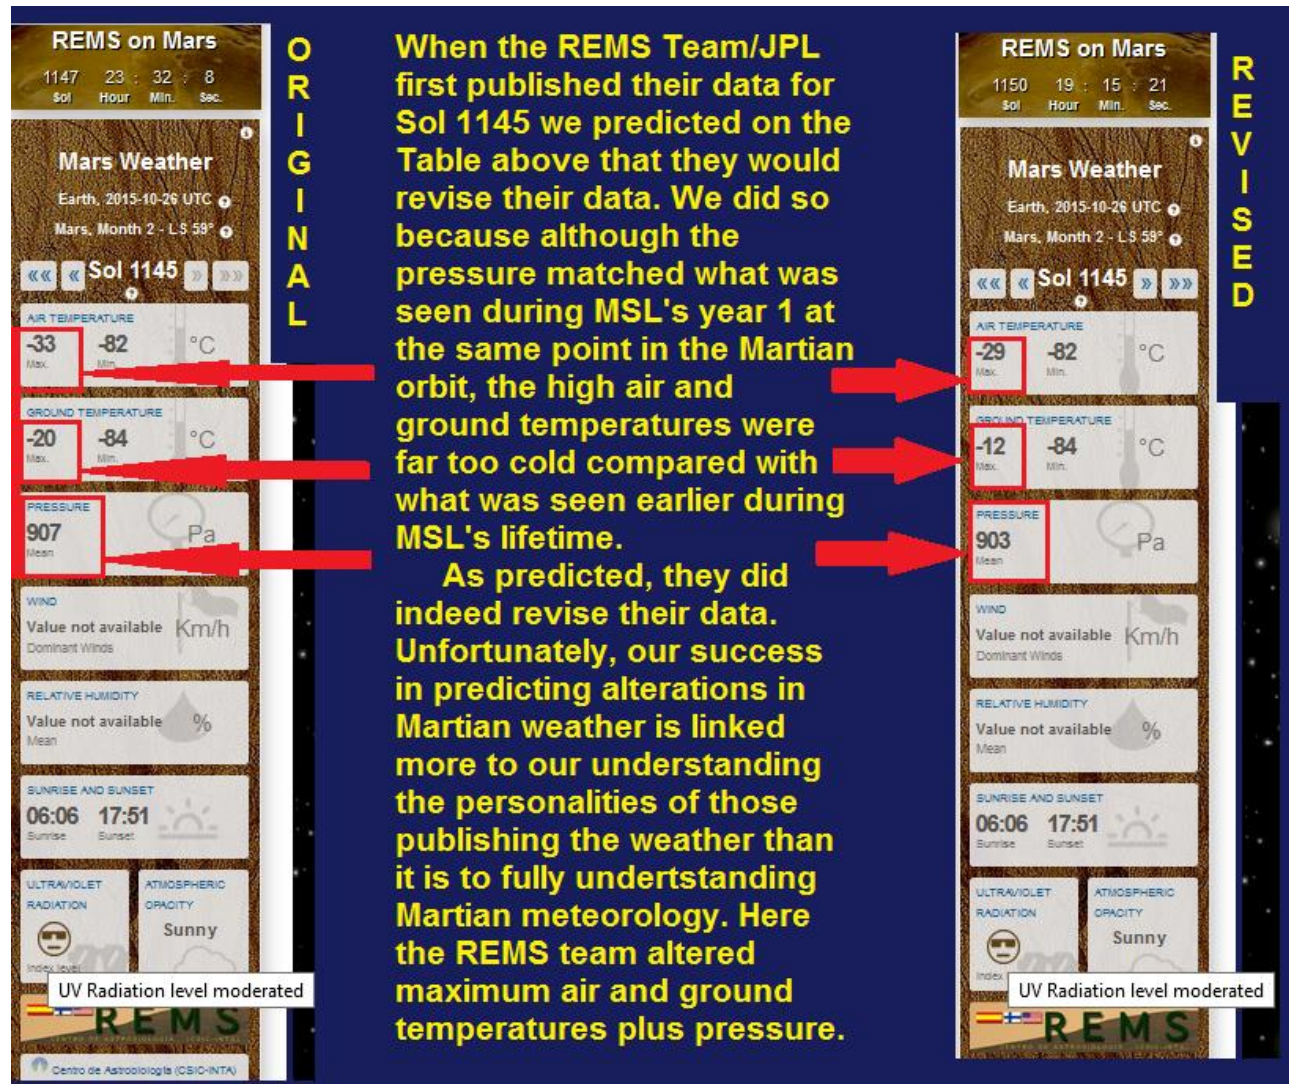 REMS on Mars
1147 23 : 32 : 8
Sol Hour Min. Sec.
Mars Weather
Earth, 2015-10-26 UTC
Mars, Month 2 - LS 59°
«« « Sol 1145 » »»
AIR TEMPERATURE
-33 -82 °C
Max. Min.
GROUND TEMPERATURE
-20 -84 °C
Max. Min.
PRESSURE
907 Pa
Mean
WIND
Value not available Km/h
Dominant Winds
RELATIVE HUMIDITY
Value not available %
Mean
SUNRISE AND SUNSET
06:06 17:51
Sunrise Sunset
ULTRAVIOLET RADIATION
Index level
ATMOSPHERIC OPACITY
Sunny
UV Radiation level moderated
REMS
Centro de Astrobiología (CSIC-INTA)
ORIGINAL
When the REMS Team/JPL
first published their data for
Sol 1145 we predicted on the
Table above that they would
revise their data. We did so
because although the
pressure matched what was
seen during MSL's year 1 at
the same point in the Martian
orbit, the high air and
ground temperatures were
far too cold compared with
what was seen earlier during
MSL's lifetime.
As predicted, they did
indeed revise their data.
Unfortunately, our success
in predicting alterations in
Martian weather is linked
more to our understanding
the personalities of those
publishing the weather than
it is to fully undertstanding
Martian meteorology. Here
the REMS team altered
maximum air and ground
temperatures plus pressure.
REMS on Mars
1150 19 : 15 : 21
Sol Hour Min. Sec.
Mars Weather
Earth, 2015-10-26 UTC
Mars, Month 2 - LS 59°
«« « Sol 1145 » »»
AIR TEMPERATURE
-29 -82 °C
Max. Min.
GROUND TEMPERATURE
-12 -84 °C
Max. Min.
PRESSURE
903 Pa
Mean
WIND
Value not available Km/h
Dominant Winds
RELATIVE HUMIDITY
Value not available %
Mean
SUNRISE AND SUNSET
06:06 17:51
Sunrise Sunset
ULTRAVIOLET RADIATION
Index
ATMOSPHERIC OPACITY
Sunny
UV Radiation level moderated
REMS
REVISED